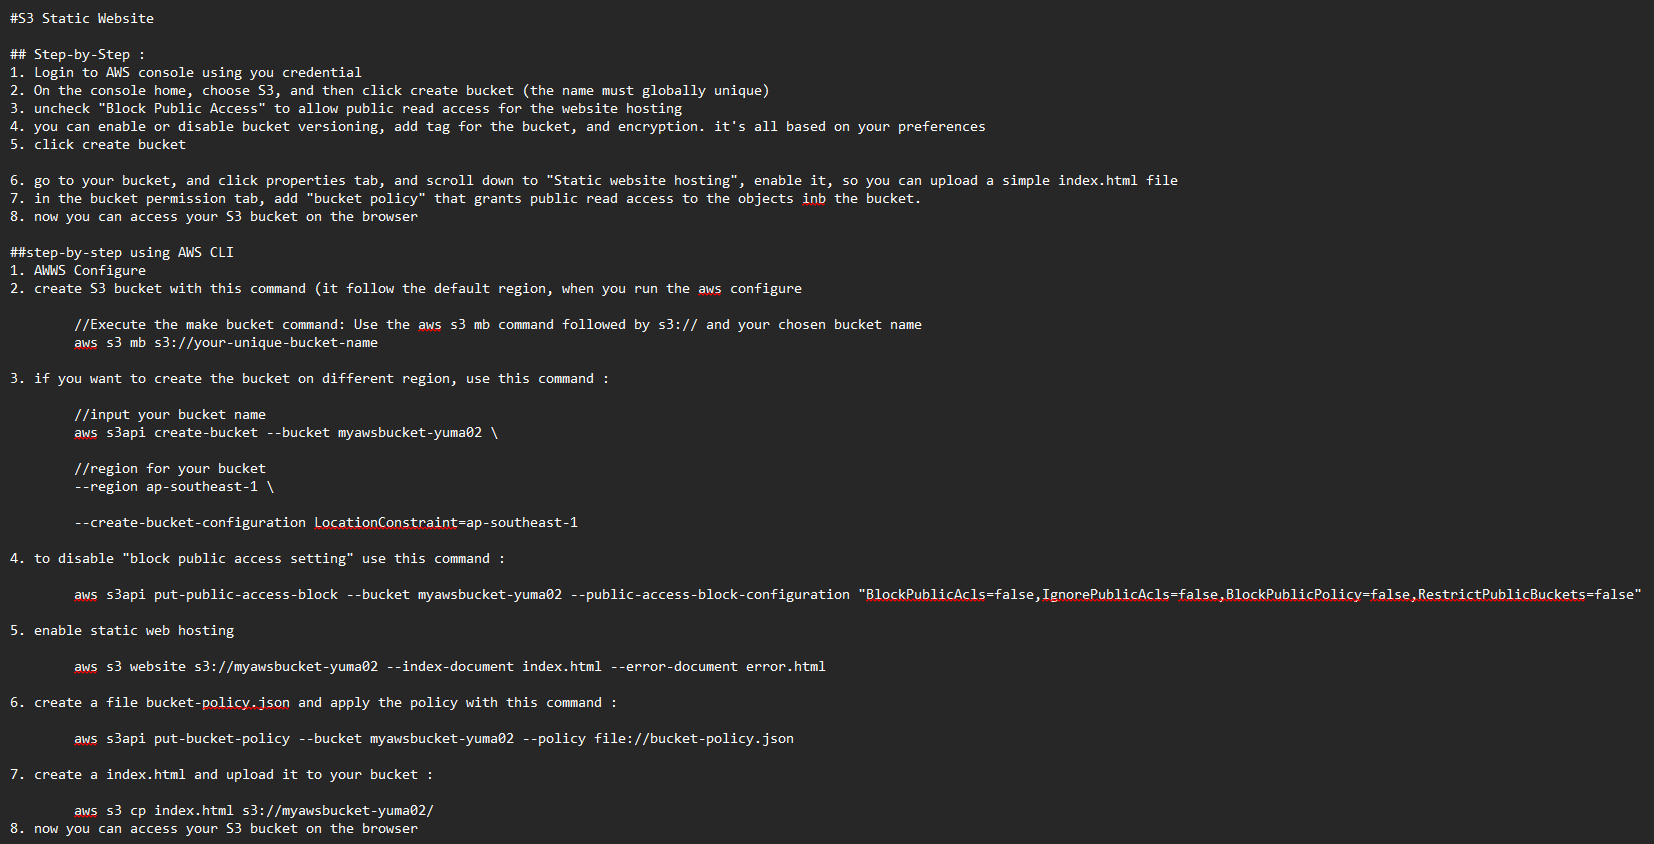 #S3 Static Website
## Step-by-Step :
1. Login to AWS console using you credential
2. On the console home, choose S3, and then click create bucket (the name must globally unique)
3. uncheck "Block Public Access" to allow public read access for the website hosting
4. you can enable or disable bucket versioning, add tag for the bucket, and encryption. it's all based on your preferences
5. click create bucket
6. go to your bucket, and click properties tab, and scroll down to "Static website hosting", enable it, so you can upload a simple index.html file
7. in the bucket permission tab, add "bucket policy" that grants public read access to the objects inb the bucket.
8. now you can access your S3 bucket on the browser
##step-by-step using AWS CLI
1. AWWS Configure
2. create S3 bucket with this command (it follow the default region, when you run the aws configure
//Execute the make bucket command: Use the aws s3 mb command followed by s3:// and your chosen bucket name
aws s3 mb s3://your-unique-bucket-name
3. if you want to create the bucket on different region, use this command :
//input your bucket name
aws s3api create-bucket --bucket myawsbucket-yuma02 \
//region for your bucket
--region ap-southeast-1 \
--create-bucket-configuration LocationConstraint=ap-southeast-1
4. to disable "block public access setting" use this command :
aws s3api put-public-access-block --bucket myawsbucket-yuma02 --public-access-block-configuration "BlockPublicAcls=false,IgnorePublicAcls=false,BlockPublicPolicy=false,RestrictPublicBuckets=false"
5. enable static web hosting
aws s3 website s3://myawsbucket-yuma02 --index-document index.html --error-document error.html
6. create a file bucket-policy.json and apply the policy with this command :
aws s3api put-bucket-policy --bucket myawsbucket-yuma02 --policy file://bucket-policy.json
7. create a index.html and upload it to your bucket :
aws s3 cp index.html s3://myawsbucket-yuma02/
8. now you can access your S3 bucket on the browser